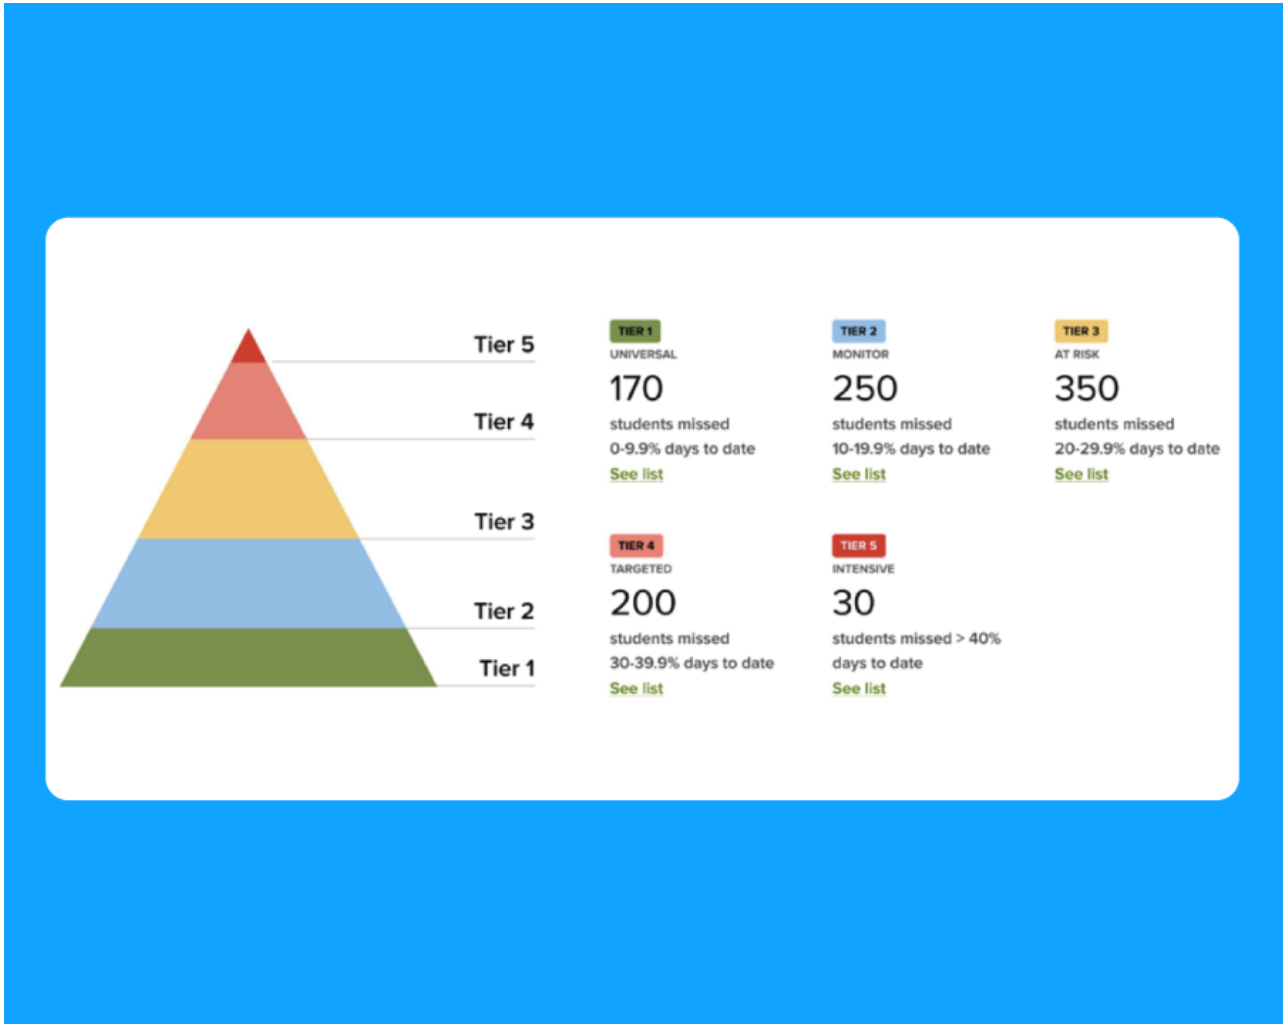 Tier 5
Tier 4
Tier 3
Tier 2
Tier 1
TIER 1
UNIVERSAL
170
students missed
0-9.9% days to date
See list
TIER 2
MONITOR
250
students missed
10-19.9% days to date
See list
TIER 3
AT RISK
350
students missed
20-29.9% days to date
See list
TIER 4
TARGETED
200
students missed
30-39.9% days to date
See list
TIER 5
INTENSIVE
30
students missed > 40%
days to date
See list